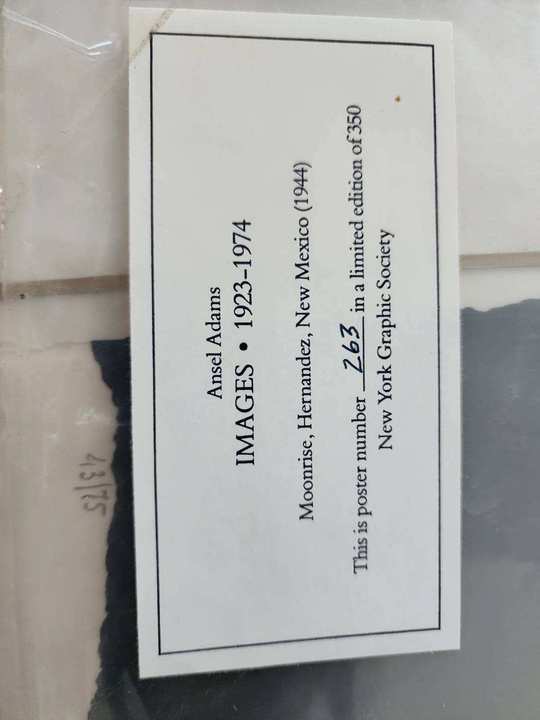 Ansel Adams
IMAGES • 1923-1974
Moonrise, Hernandez, New Mexico (1944)
This is poster number 263 in a limited edition of 350
New York Graphic Society